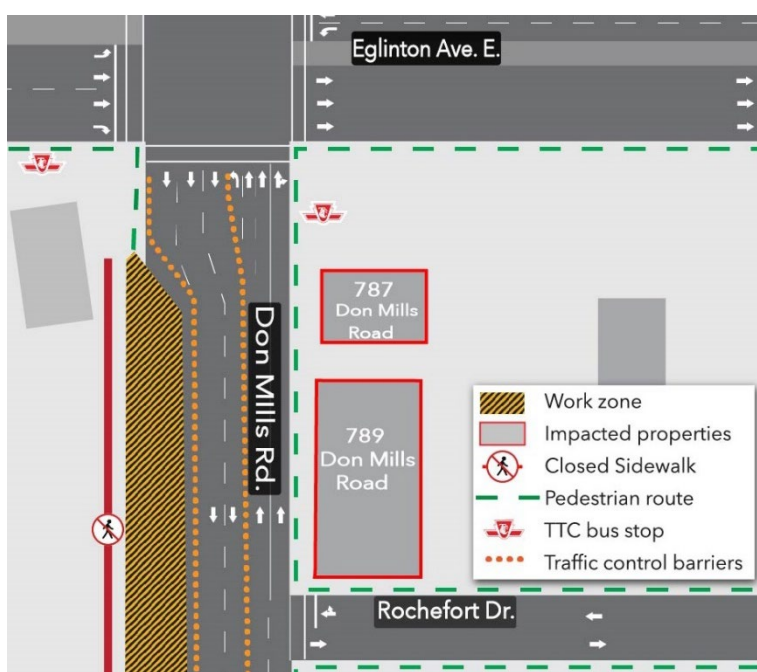 Eglinton Ave. E.
787
Don Mills
Road
Don Mills Rd.
789
Don Mills
Road
Work zone
Impacted properties
Closed Sidewalk
Pedestrian route
TTC bus stop
Traffic control barriers
Rochefort Dr.